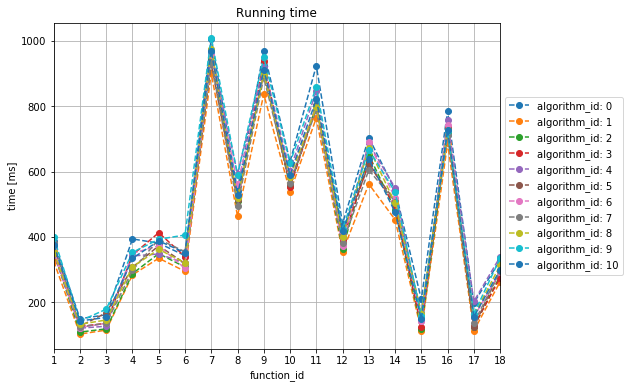 Running time
1000
800
600
400
200
time [ms]
1 2 3 4 5 6 7 8 9 10 11 12 13 14 15 16 17 18
function_id
algorithm_id: 0
algorithm_id: 1
algorithm_id: 2
algorithm_id: 3
algorithm_id: 4
algorithm_id: 5
algorithm_id: 6
algorithm_id: 7
algorithm_id: 8
algorithm_id: 9
algorithm_id: 10